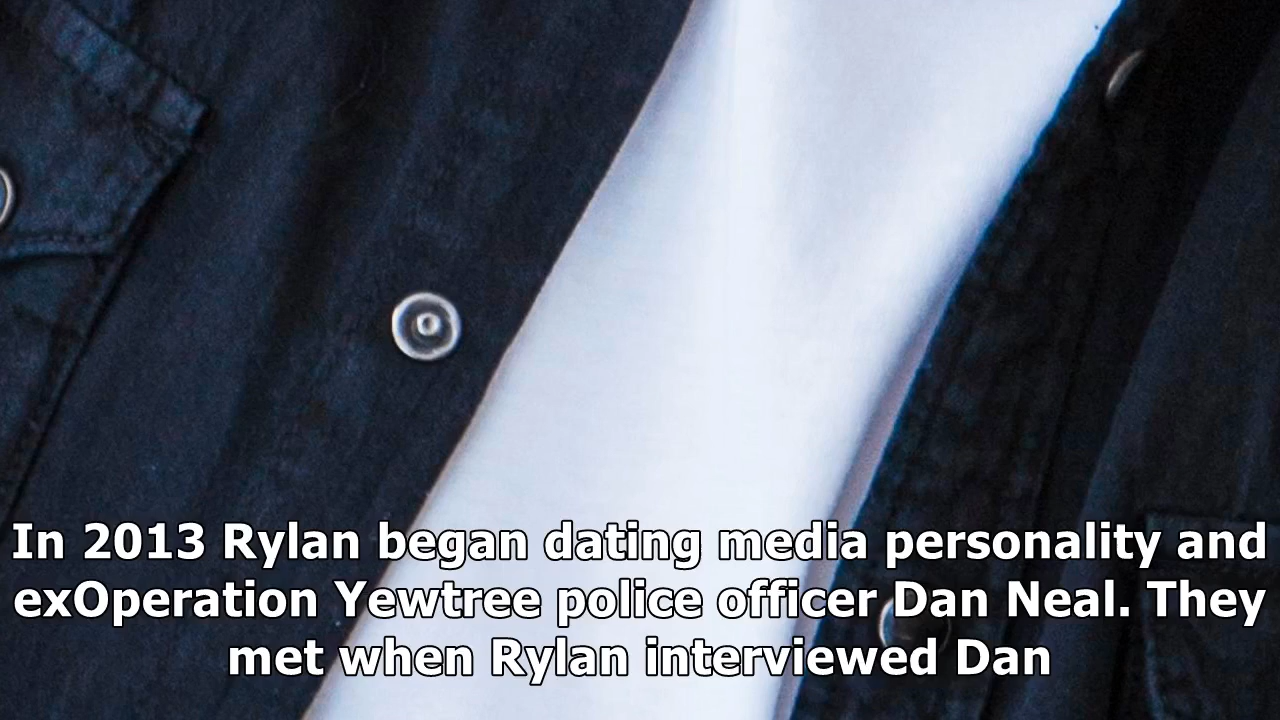 In 2013 Rylan began dating media personality and
exOperation Yewtree police officer Dan Neal. They
met when Rylan interviewed Dan